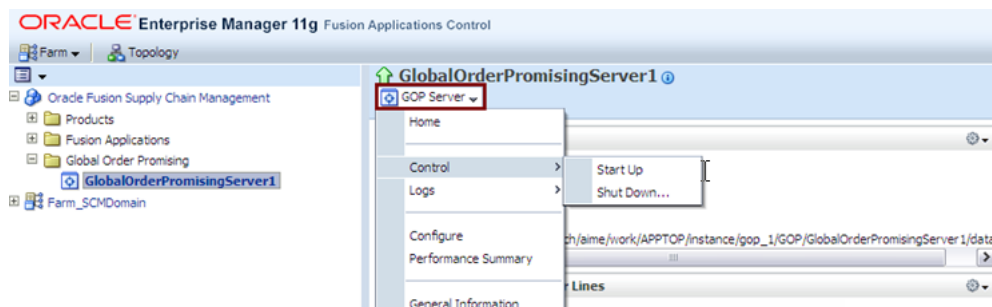 ORACLE Enterprise Manager 11g Fusion Applications Control
Farm Topology
Oracle Fusion Supply Chain Management
Products
Fusion Applications
Global Order Promising
GlobalOrderPromisingServer1
Farm_SCMDomain
GlobalOrderPromisingServer1
GOP Server
Home
Control
Start Up
Shut Down...
Logs
Configure
Performance Summary
General Information
/aime/work/APPTOP/instance/gop_1/GOP/GlobalOrderPromisingServer1/data
Lines